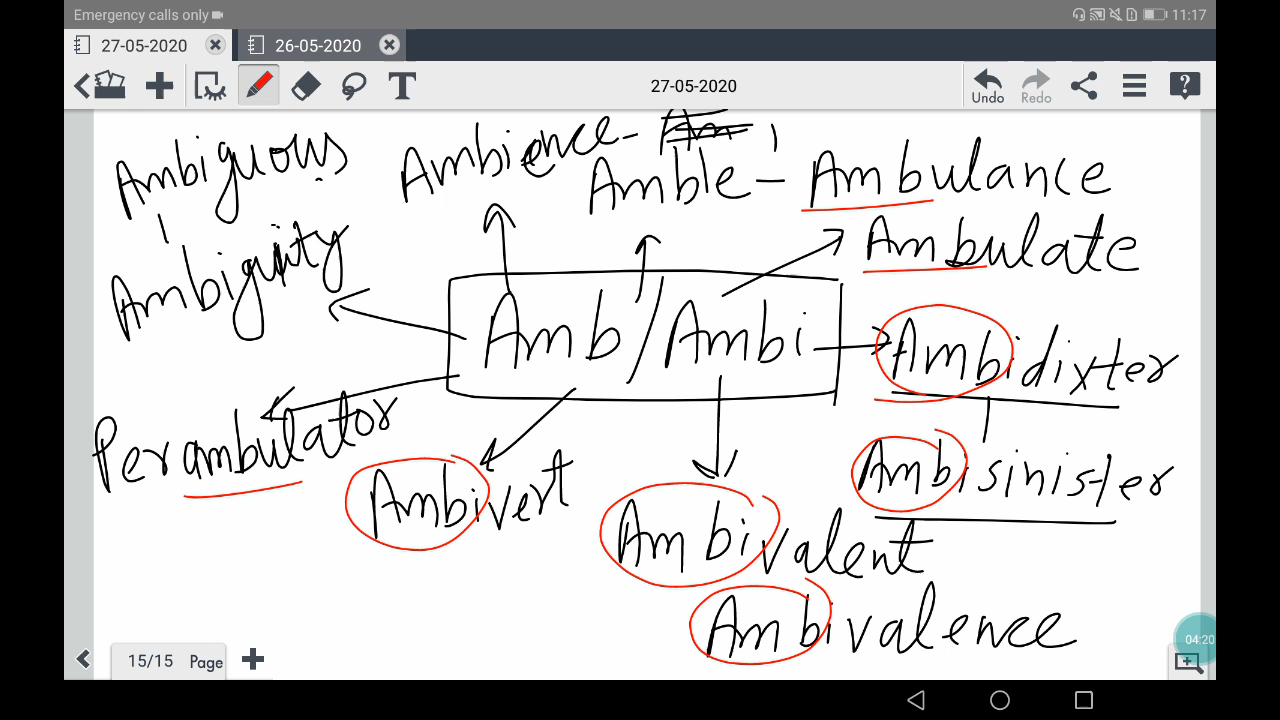 Emergency calls only
11:17
27-05-2020
26-05-2020
T
27-05-2020
Undo
Redo
Ambiguous
Ambiguity
Ambience-
Am
Amble - Ambulance
Ambulate
Amb/Ambi
Ambidixter
Ambisinister
Perambulator
Ambivert
Ambivalent
Ambivalence
15/15 Page
04:20